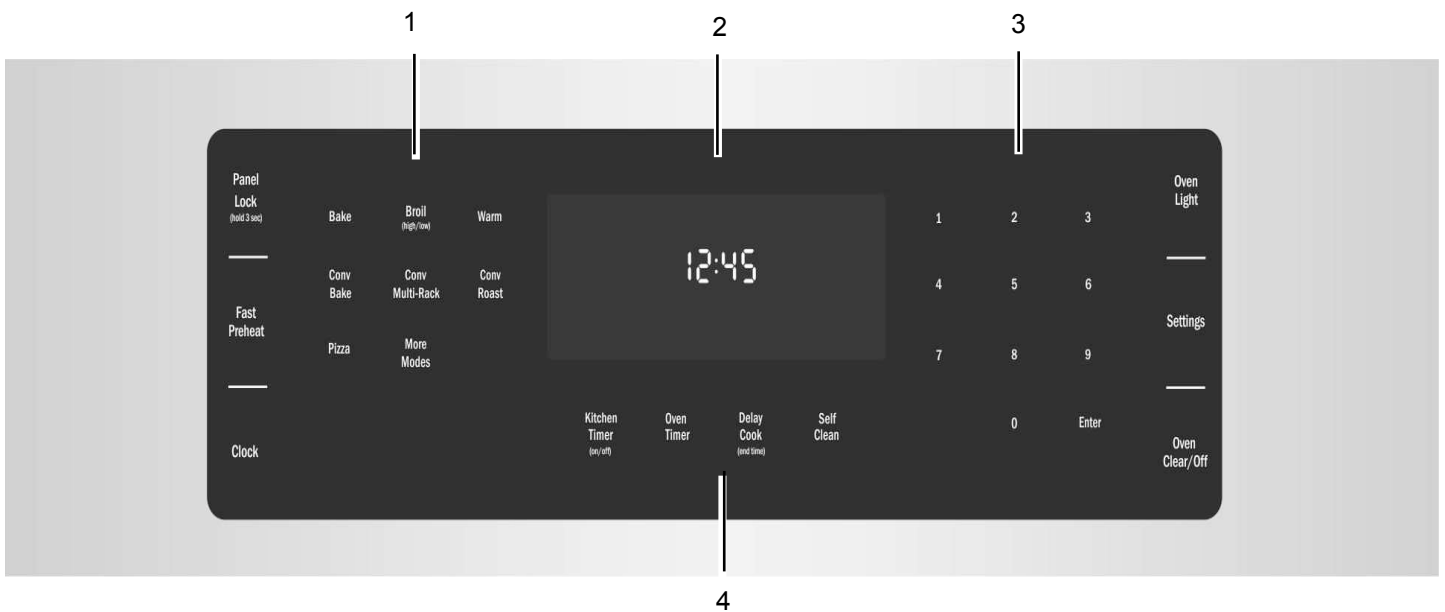 1
2
3
Panel
Lock
(hold 3 sec)
Fast
Preheat
Clock
Bake
Broil
(high/low)
Warm
Conv
Bake
Conv
Multi-Rack
Conv
Roast
Pizza
More
Modes
12:45
Kitchen
Timer
(on/off)
Oven
Timer
Delay
Cook
(end time)
Self
Clean
1
2
3
4
5
6
7
8
9
0
Enter
Oven
Light
Settings
Oven
Clear/Off
4